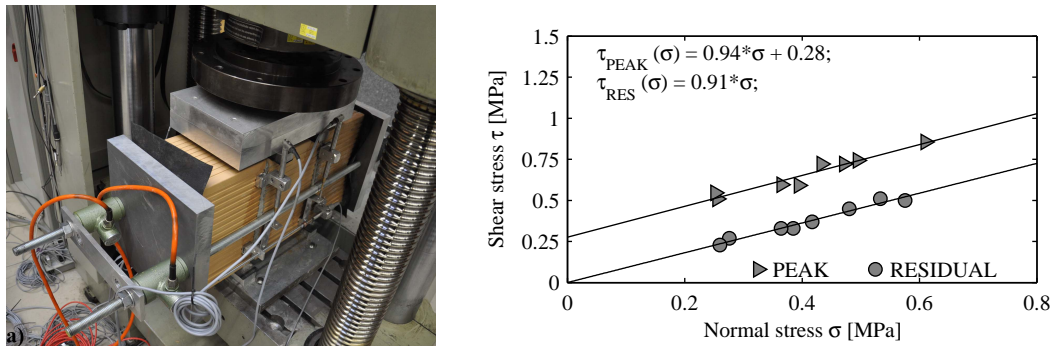 a)
1.5
1.25
1
0.75
0.5
0.25
0
0 0.2 0.4 0.6 0.8
Shear stress τ [MPa]
Normal stress σ [MPa]
τPEAK (σ) = 0.94*σ + 0.28;
τRES (σ) = 0.91*σ;
PEAK RESIDUAL